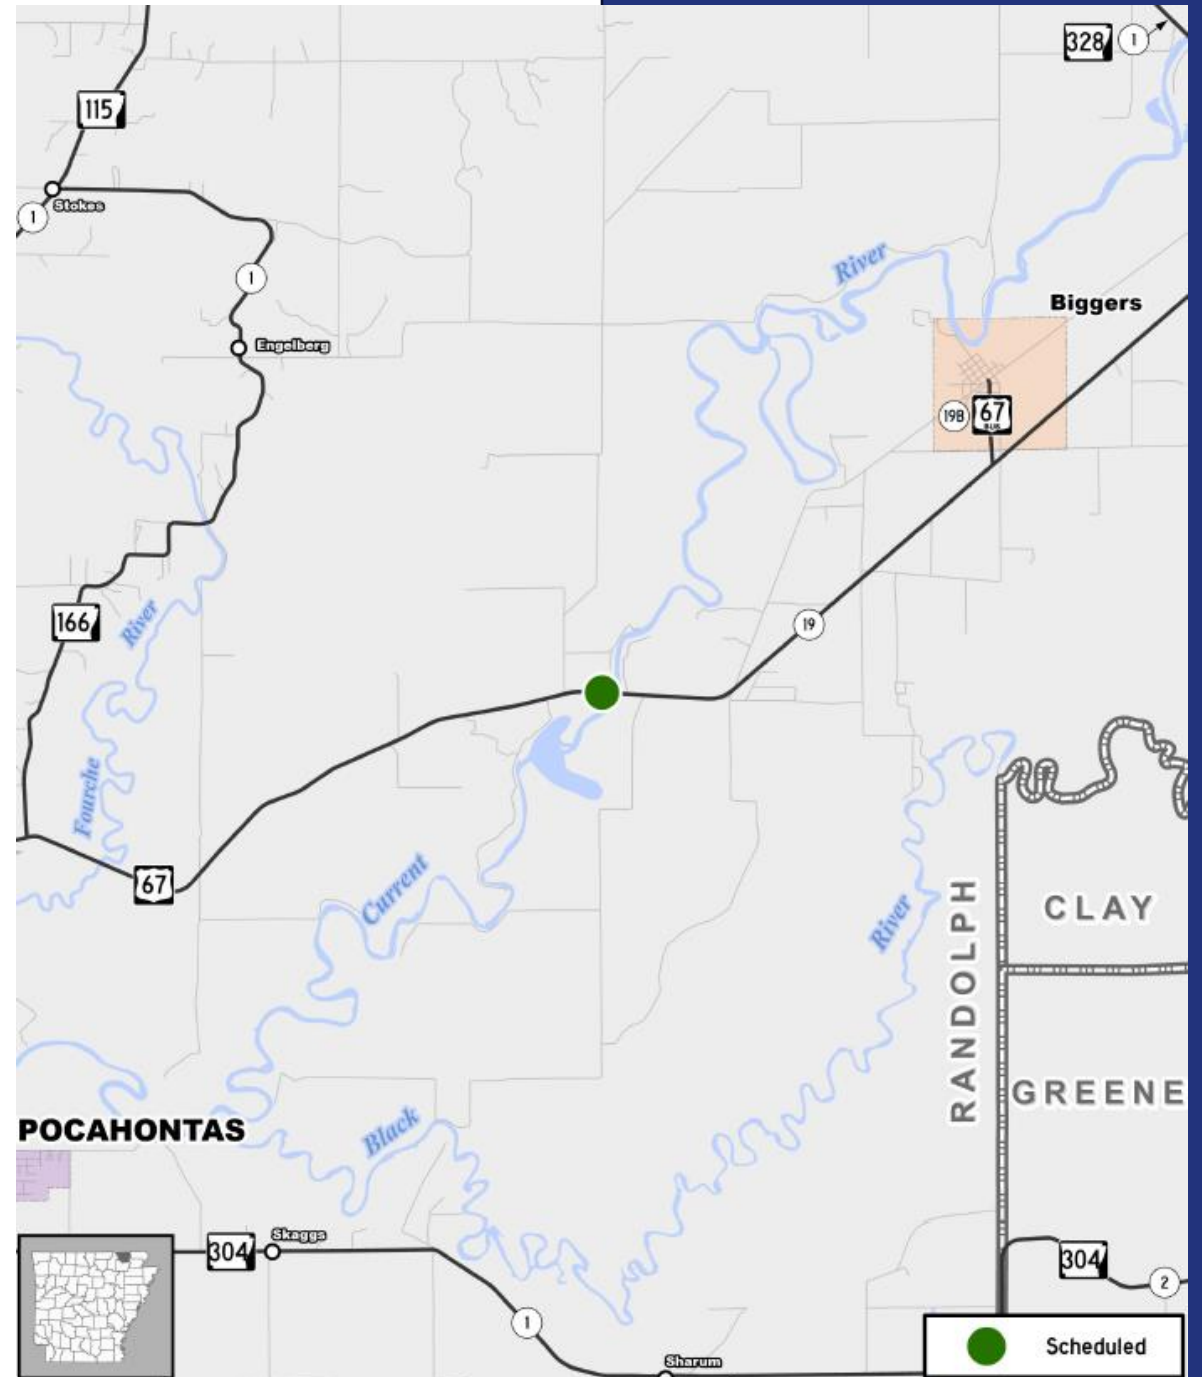 328
1
115
Stokes
1
River
1
Biggers
Engelberg
19B
67
BUS
166
River
19
Fourche
67
Current
River
RANDOLPH
CLAY
GREENE
POCAHONTAS
Black
304
Skaggs
304
2
1
Scheduled
Sharum